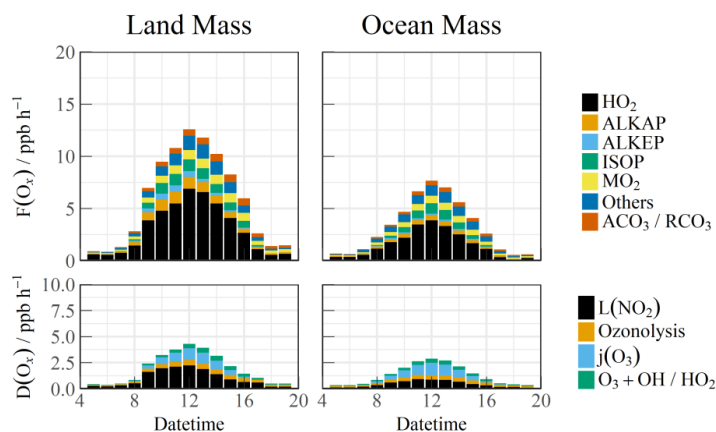 Land Mass
Ocean Mass
F(Oₓ) / ppb h⁻¹
20
15
10
5
0
HO₂
ALKAP
ALKEP
ISOP
MO₂
Others
ACO₃ / RCO₃
D(Oₓ) / ppb h⁻¹
10.0
7.5
5.0
2.5
0.0
L(NO₂)
Ozonolysis
j(O₃)
O₃ + OH / HO₂
4 8 12 16 20
4 8 12 16 20
Datetime
Datetime